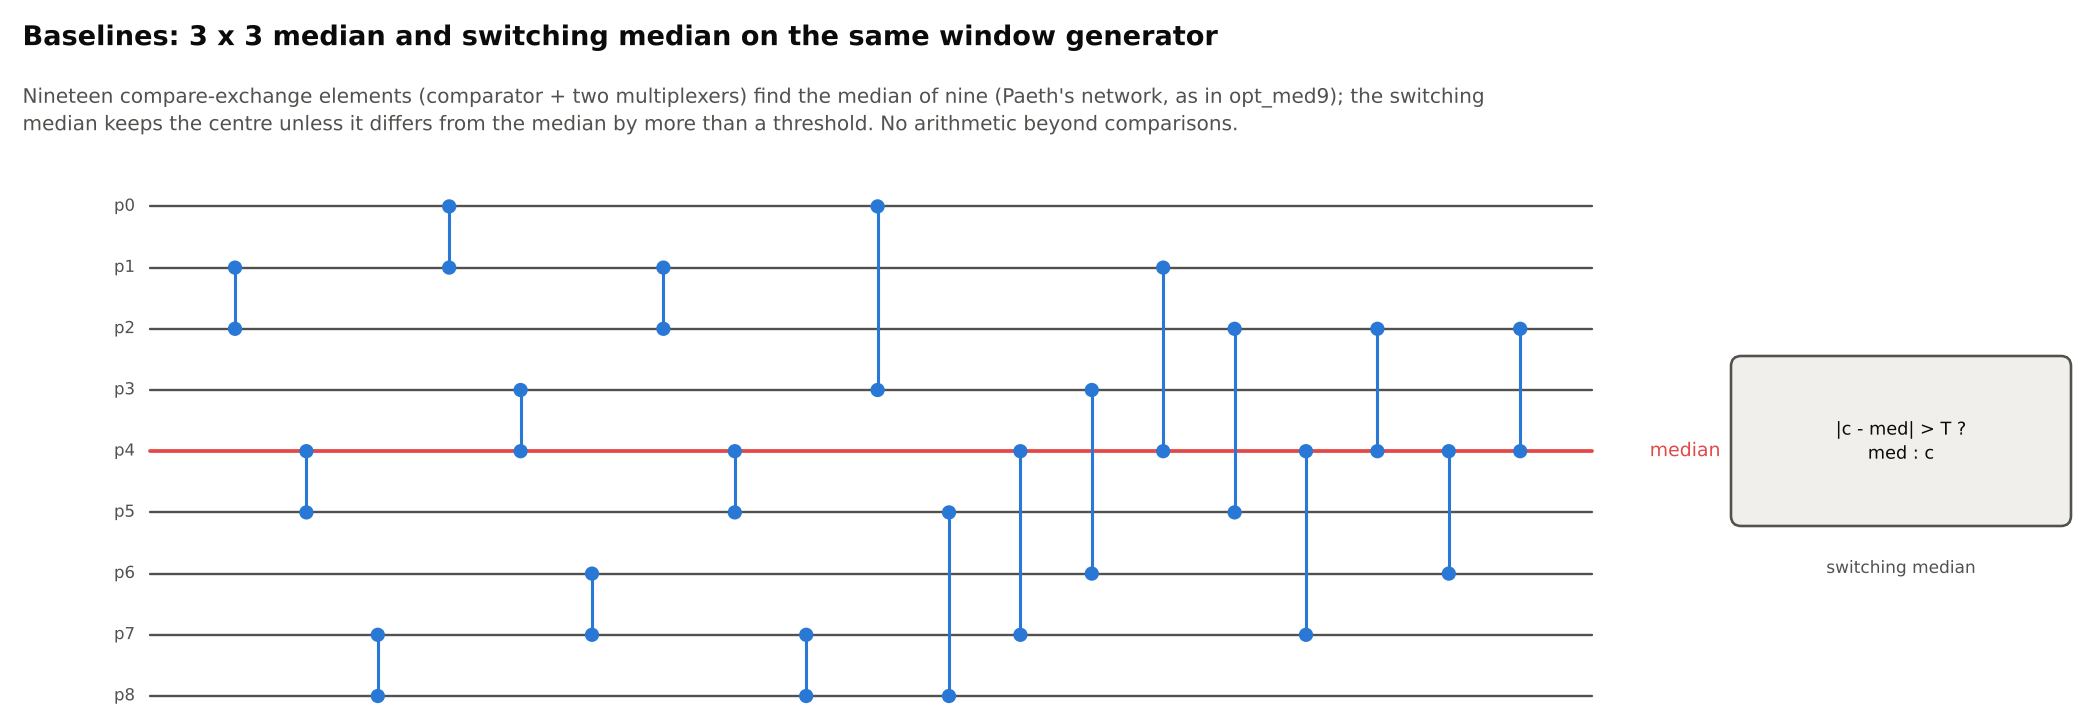 Baselines: 3 x 3 median and switching median on the same window generator
Nineteen compare-exchange elements (comparator + two multiplexers) find the median of nine (Paeth's network, as in opt_med9); the switching
median keeps the centre unless it differs from the median by more than a threshold. No arithmetic beyond comparisons.
p0
p1
p2
p3
p4
p5
p6
p7
p8
median
|c - med| > T ?
med : c
switching median